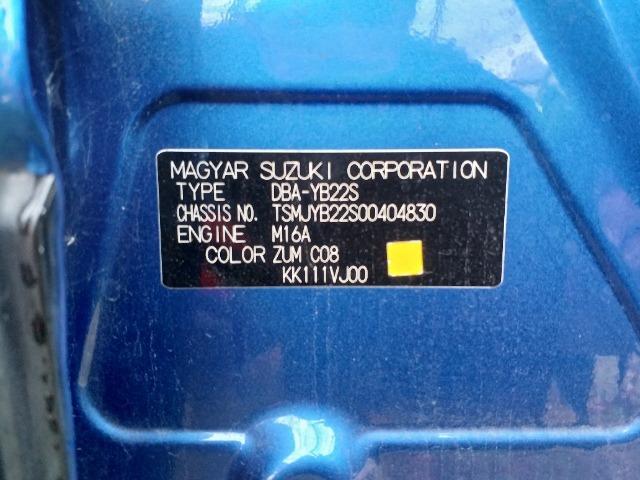 MAGYAR SUZUKI CORPORATION
TYPE DBA-YB22S
CHASSIS NO. TSMJYB22S00404830
ENGINE M16A
COLOR ZUM C08
KK111VJ00